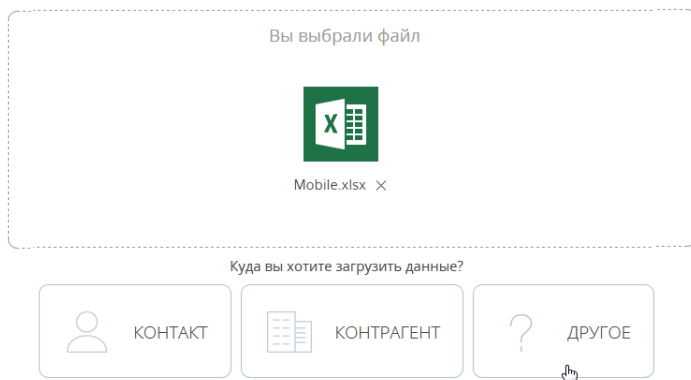 Вы выбрали файл
X
Mobile.xlsx
Куда вы хотите загрузить данные?
КОНТАКТ
КОНТРАГЕНТ
?
ДРУГОЕ